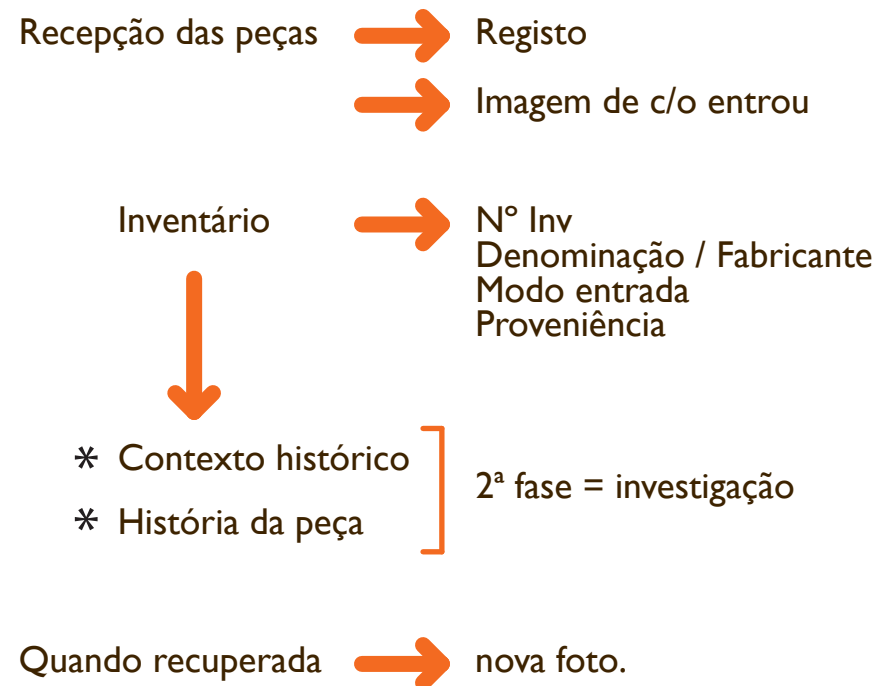 Recepção das peças Registo
Imagem de c/o entrou
Inventário Nº Inv
Denominação / Fabricante
Modo entrada
Proveniência
* Contexto histórico
* História da peça
2ª fase = investigação
Quando recuperada nova foto.